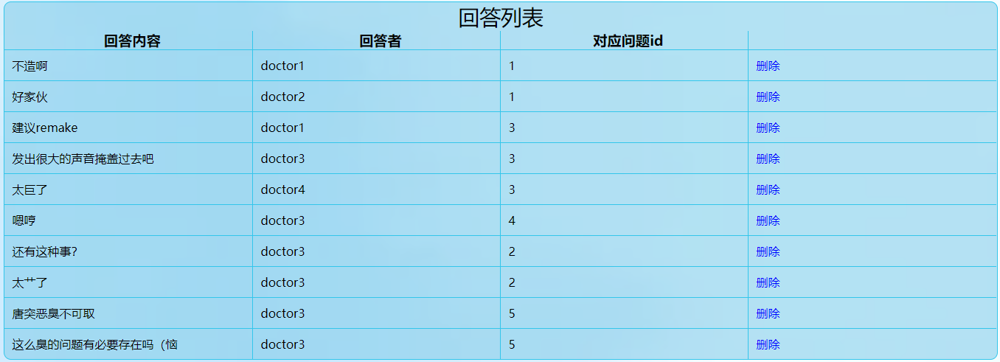 回答列表
回答内容 回答者 对应问题id
不造啊 doctor1 1 删除
好家伙 doctor2 1 删除
建议remake doctor1 3 删除
发出很大的声音掩盖过去吧 doctor3 3 删除
太巨了 doctor4 3 删除
嗯哼 doctor3 4 删除
还有这种事? doctor3 2 删除
太艹了 doctor3 2 删除
唐突恶臭不可取 doctor3 5 删除
这么臭的问题有必要存在吗（恼 doctor3 5 删除